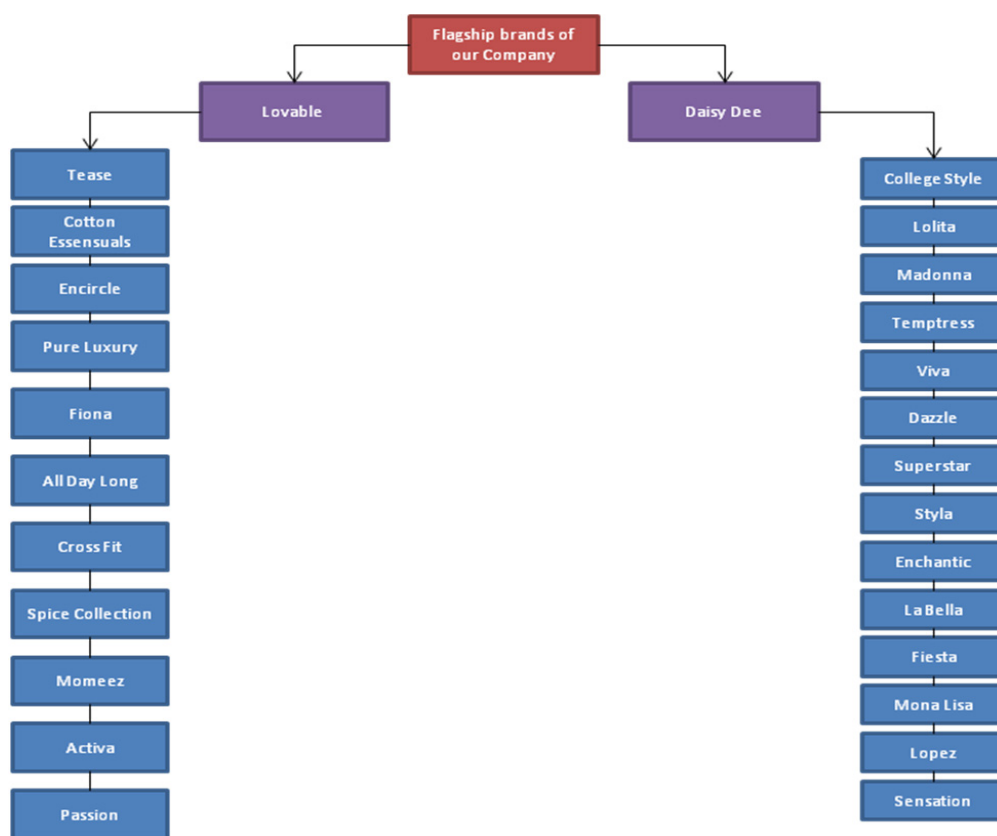 Flagship brands of
our Company
Lovable
Daisy Dee
Tease
Cotton
Essensuals
Encircle
Pure Luxury
Fiona
All Day Long
Cross Fit
Spice Collection
Momeez
Activa
Passion
College Style
Lolita
Madonna
Temptress
Viva
Dazzle
Superstar
Styla
Enchantic
La Bella
Fiesta
Mona Lisa
Lopez
Sensation